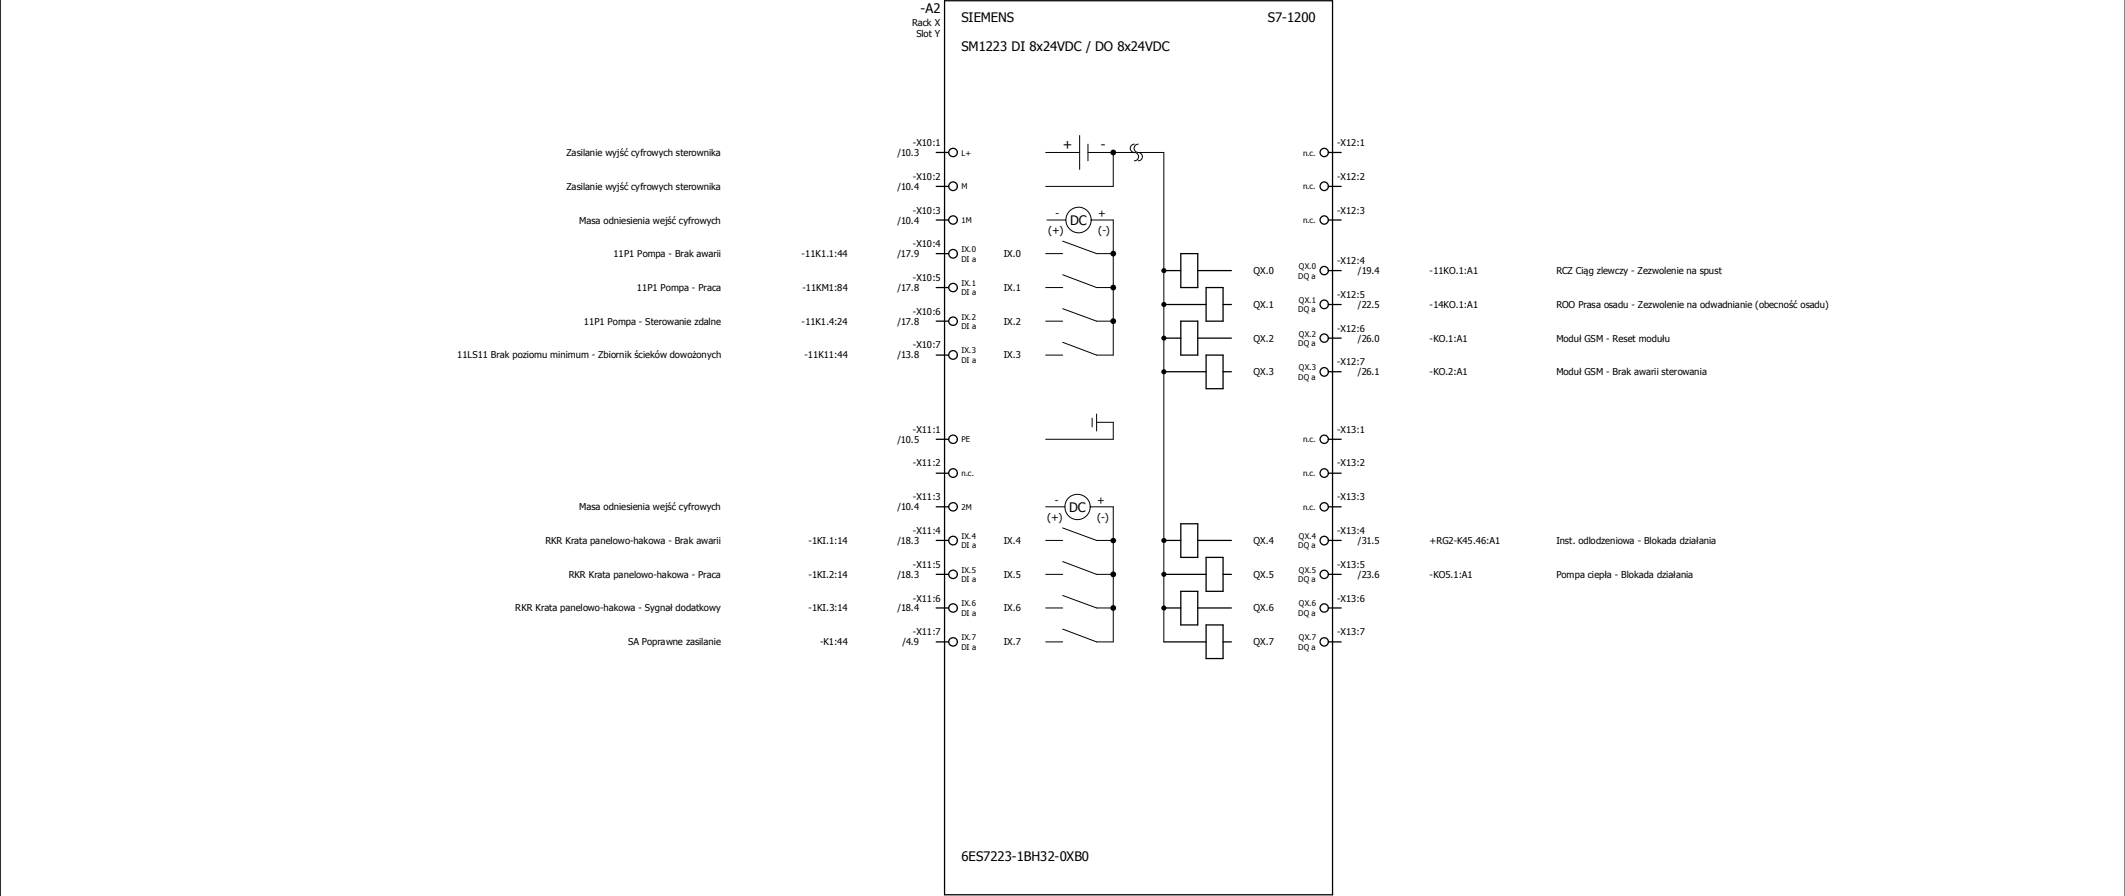 -A2
Rack X
Slot Y
SIEMENS S7-1200
SM1223 DI 8x24VDC / DO 8x24VDC
Zasilanie wyjść cyfrowych sterownika /10.3 -X10:1 L+ + - n.c. -X12:1
Zasilanie wyjść cyfrowych sterownika /10.4 -X10:2 M n.c. -X12:2
Masa odniesienia wejść cyfrowych /10.4 -X10:3 1M - DC + (+) (-) n.c. -X12:3
11P1 Pompa - Brak awarii -11K1.1:44 /17.9 -X10:4 IX.0 DI a IX.0
QX.0 QX.0 DQ a -X12:4 /19.4 -11KO.1:A1 RCZ Ciąg zlewczy - Zezwolenie na spust
11P1 Pompa - Praca -11KM1:84 /17.8 -X10:5 IX.1 DI a IX.1
QX.1 QX.1 DQ a -X12:5 /22.5 -14KO.1:A1 ROO Prasa osadu - Zezwolenie na odwadnianie (obecność osadu)
11P1 Pompa - Sterowanie zdalne -11K1.4:24 /17.8 -X10:6 IX.2 DI a IX.2
QX.2 QX.2 DQ a -X12:6 /26.0 -KO.1:A1 Moduł GSM - Reset modułu
11LS11 Brak poziomu minimum - Zbiornik ścieków dowożonych -11K11:44 /13.8 -X10:7 IX.3 DI a IX.3
QX.3 QX.3 DQ a -X12:7 /26.1 -KO.2:A1 Moduł GSM - Brak awarii sterowania
/10.5 -X11:1 PE n.c. -X13:1
-X11:2 n.c. n.c. -X13:2
Masa odniesienia wejść cyfrowych /10.4 -X11:3 2M - DC + (+) (-) n.c. -X13:3
RKR Krata panelowo-hakowa - Brak awarii -1KI.1:14 /18.3 -X11:4 IX.4 DI a IX.4 QX.4 QX.4 DQ a -X13:4 /31.5 +RG2-K45.46:A1 Inst. odlodzeniowa - Blokada działania
RKR Krata panelowo-hakowa - Praca -1KI.2:14 /18.3 -X11:5 IX.5 DI a IX.5 QX.5 QX.5 DQ a -X13:5 /23.6 -KO5.1:A1 Pompa ciepła - Blokada działania
RKR Krata panelowo-hakowa - Sygnał dodatkowy -1KI.3:14 /18.4 -X11:6 IX.6 DI a IX.6 QX.6 QX.6 DQ a -X13:6
SA Poprawne zasilanie -K1:44 /4.9 -X11:7 IX.7 DI a IX.7 QX.7 QX.7 DQ a -X13:7
6ES7223-1BH32-0XB0